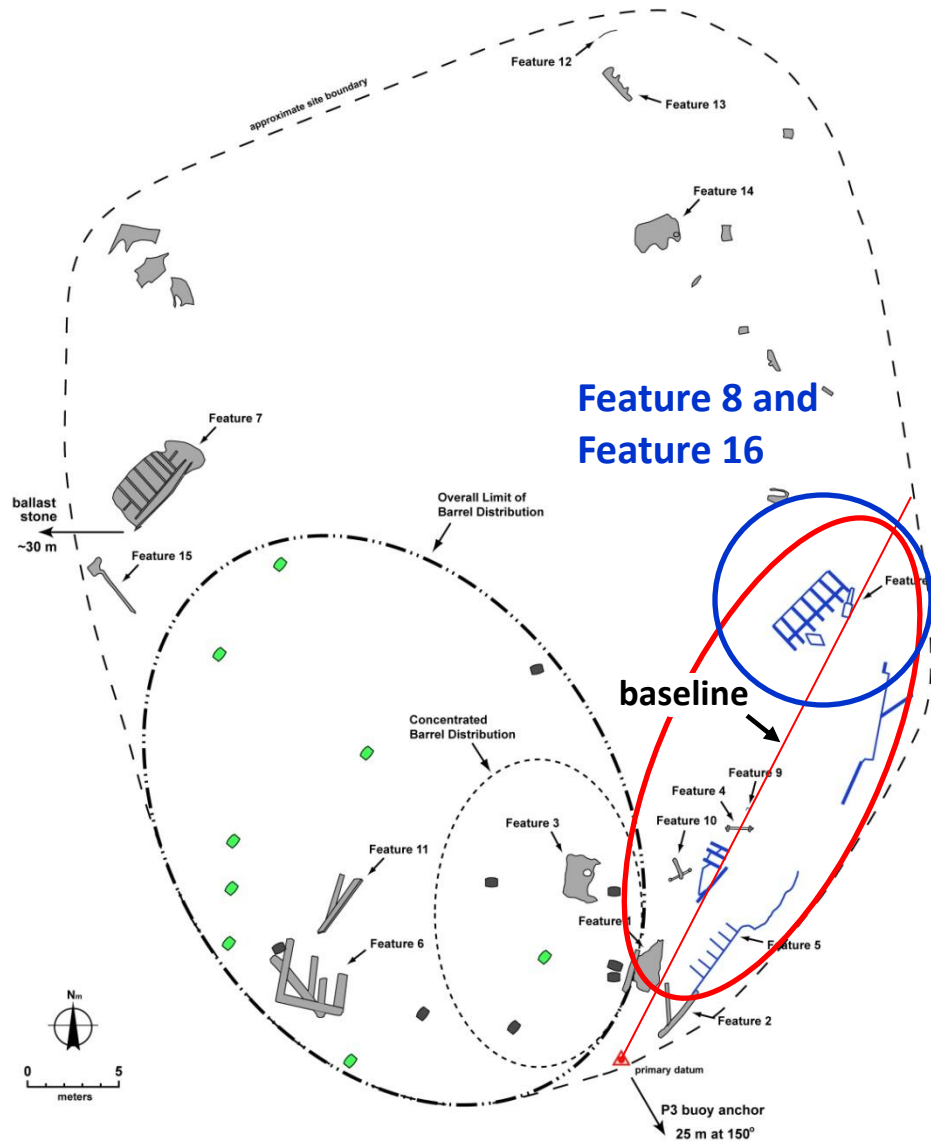 Feature 12
Feature 13
approximate site boundary
Feature 14
Feature 8 and
Feature 16
Feature 7
ballast
stone
~30 m
Overall Limit of
Barrel Distribution
Feature 15
Feature
baseline
Concentrated
Barrel Distribution
Feature 9
Feature 4
Feature 10
Feature 3
Feature 11
Feature 1
Feature 6
Feature 5
Feature 2
Nm
0 5
meters
primary datum
P3 buoy anchor
25 m at 150°